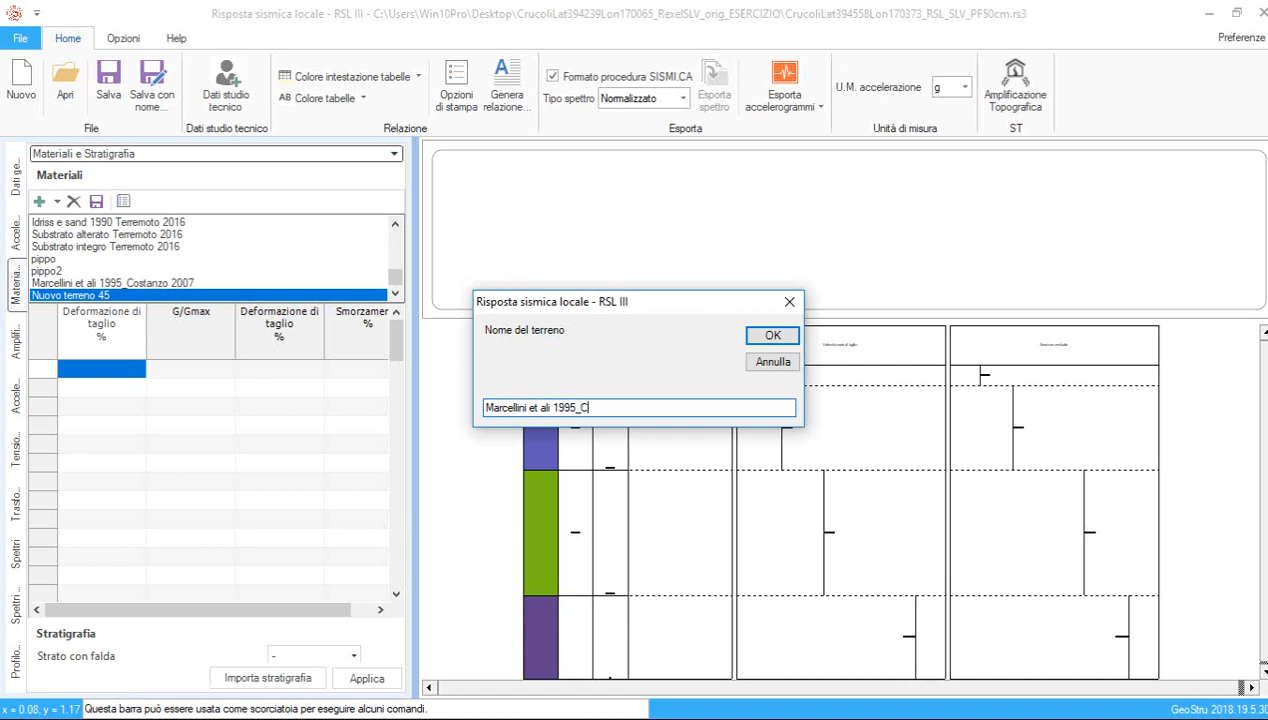 Risposta sismica locale - RSL III - C:\Users\Win10Pro\Desktop\CrucoliLat394239Lon170065_RexelSLV_orig_ESERCIZIO\CrucoliLat394558Lon170373_RSL_SLV_PF50cm.rs3
File Home Opzioni Help Preferenze
Nuovo
Apri
Salva
Salva con nome...
File
Dati studio tecnico
Dati studio tecnico
Colore intestazione tabelle
AB Colore tabelle
Opzioni di stampa
Genera relazione...
Relazione
Formato procedura SISMI.CA
Tipo spettro Normalizzato
Esporta spettro
Esporta accelerogrammi
Esporta
U.M. accelerazione g
Unità di misura
Amplificazione Topografica
ST
Dati ge...
Accele...
Materia...
Amplifi...
Accele...
Tensio...
Trasfo...
Spettri
Spettri...
Profilo...
Materiali e Stratigrafia
Materiali
Idriss e sand 1990 Terremoto 2016
Substrato alterato Terremoto 2016
Substrato integro Terremoto 2016
pippo
pippo2
Marcellini et ali 1995_Costanzo 2007
Nuovo terreno 45
Deformazione di taglio %
G/Gmax
Deformazione di taglio %
Smorzamer %
Stratigrafia
Strato con falda -
Importa stratigrafia Applica
Risposta sismica locale - RSL III
Nome del terreno
OK
Annulla
Marcellini et ali 1995_C
x = 0.08, y = 1.17 Questa barra può essere usata come scorciatoia per eseguire alcuni comandi. GeoStru 2018.19.5.30